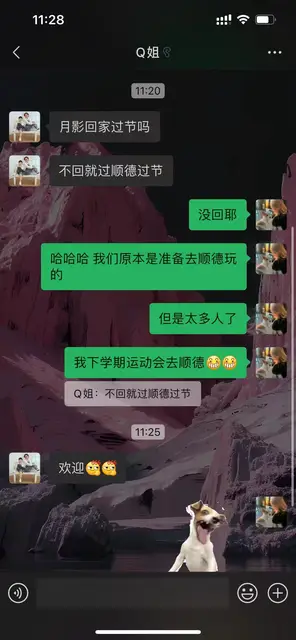 11:28
Q姐
11:20
月影回家过节吗
不回就过顺德过节
没回耶
哈哈哈 我们原本是准备去顺德玩
的
但是太多人了
我下学期运动会去顺德😁😁
Q姐：不回就过顺德过节
11:25
欢迎🥳🥳